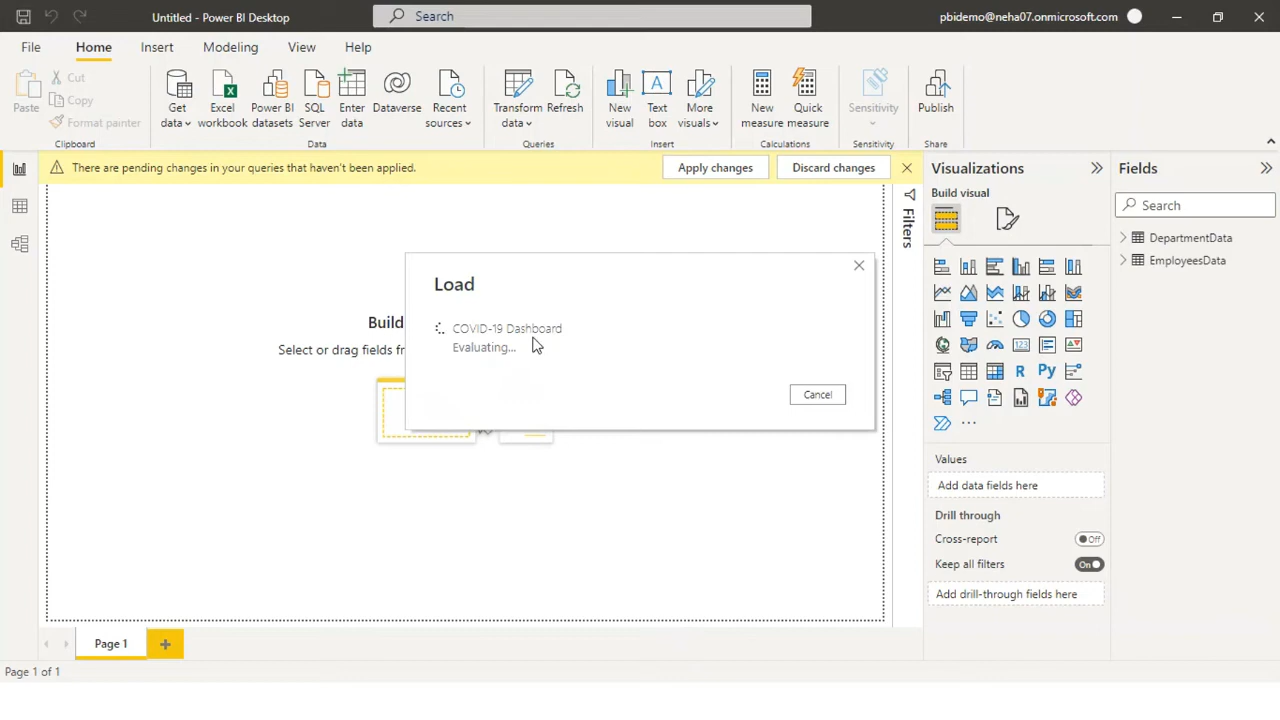 Untitled - Power BI Desktop
Search
pbidemo@neha07.onmicrosoft.com
File
Home
Insert
Modeling
View
Help
Paste
Cut
Copy
Format painter
Clipboard
Get data
Excel workbook
Power BI datasets
SQL Server
Enter data
Dataverse
Recent sources
Data
Transform data
Refresh
Queries
New visual
Text box
More visuals
Insert
New measure
Quick measure
Calculations
Sensitivity
Sensitivity
Publish
Share
There are pending changes in your queries that haven't been applied.
Apply changes
Discard changes
Filters
Build
Select or drag fields fr
Load
COVID-19 Dashboard
Evaluating...
Cancel
Visualizations
Build visual
R
Py
123
Values
Add data fields here
Drill through
Cross-report
Off
Keep all filters
On
Add drill-through fields here
Fields
Search
DepartmentData
EmployeesData
Page 1
Page 1 of 1